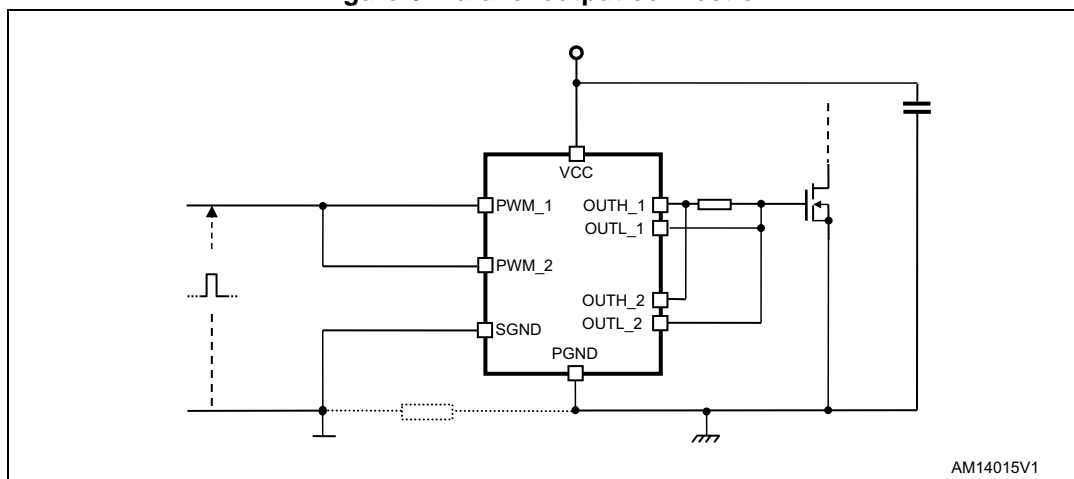 VCC
PWM_1
OUTH_1
OUTL_1
PWM_2
OUTH_2
OUTL_2
SGND
PGND
AM14015V1